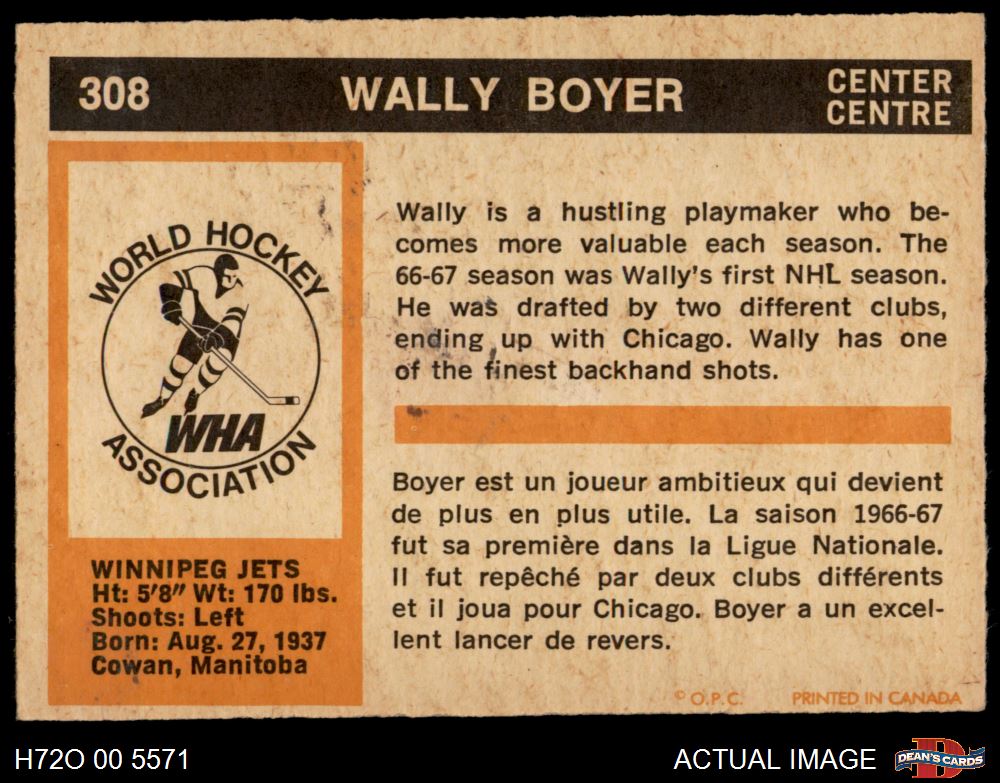 308
WALLY BOYER
CENTER
CENTRE
WORLD HOCKEY
WHA
ASSOCIATION
WINNIPEG JETS
Ht: 5'8" Wt: 170 lbs.
Shoots: Left
Born: Aug. 27, 1937
Cowan, Manitoba
Wally is a hustling playmaker who be-
comes more valuable each season. The
66-67 season was Wally's first NHL season.
He was drafted by two different clubs,
ending up with Chicago. Wally has one
of the finest backhand shots.
Boyer est un joueur ambitieux qui devient
de plus en plus utile. La saison 1966-67
fut sa première dans la Ligue Nationale.
Il fut repêché par deux clubs différents
et il joua pour Chicago. Boyer a un excel-
lent lancer de revers.
© O.P.C. PRINTED IN CANADA
H72O 00 5571
ACTUAL IMAGE
DEAN'S CARDS